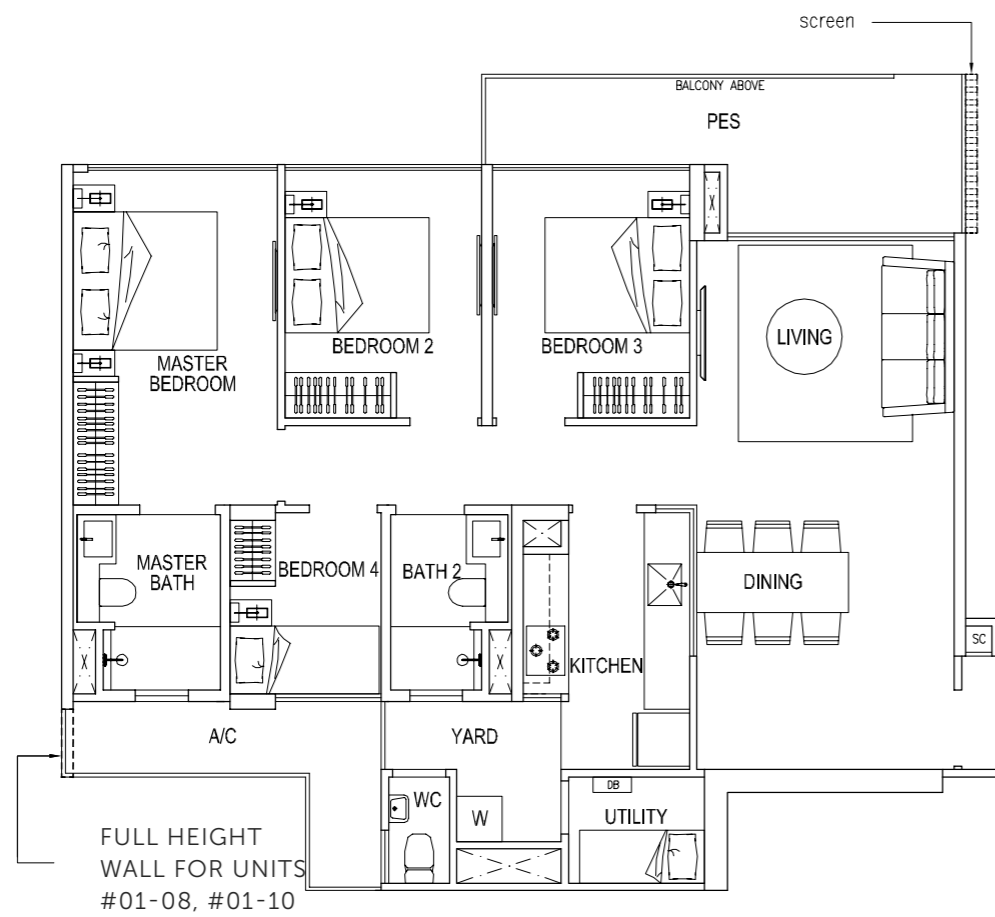 screen
BALCONY ABOVE
PES
BEDROOM 2
BEDROOM 3
LIVING
MASTER
BEDROOM
MASTER
BATH
BEDROOM 4
BATH 2
DINING
KITCHEN
SC
A/C
YARD
WC
W
DB
UTILITY
FULL HEIGHT
WALL FOR UNITS
#01-08, #01-10